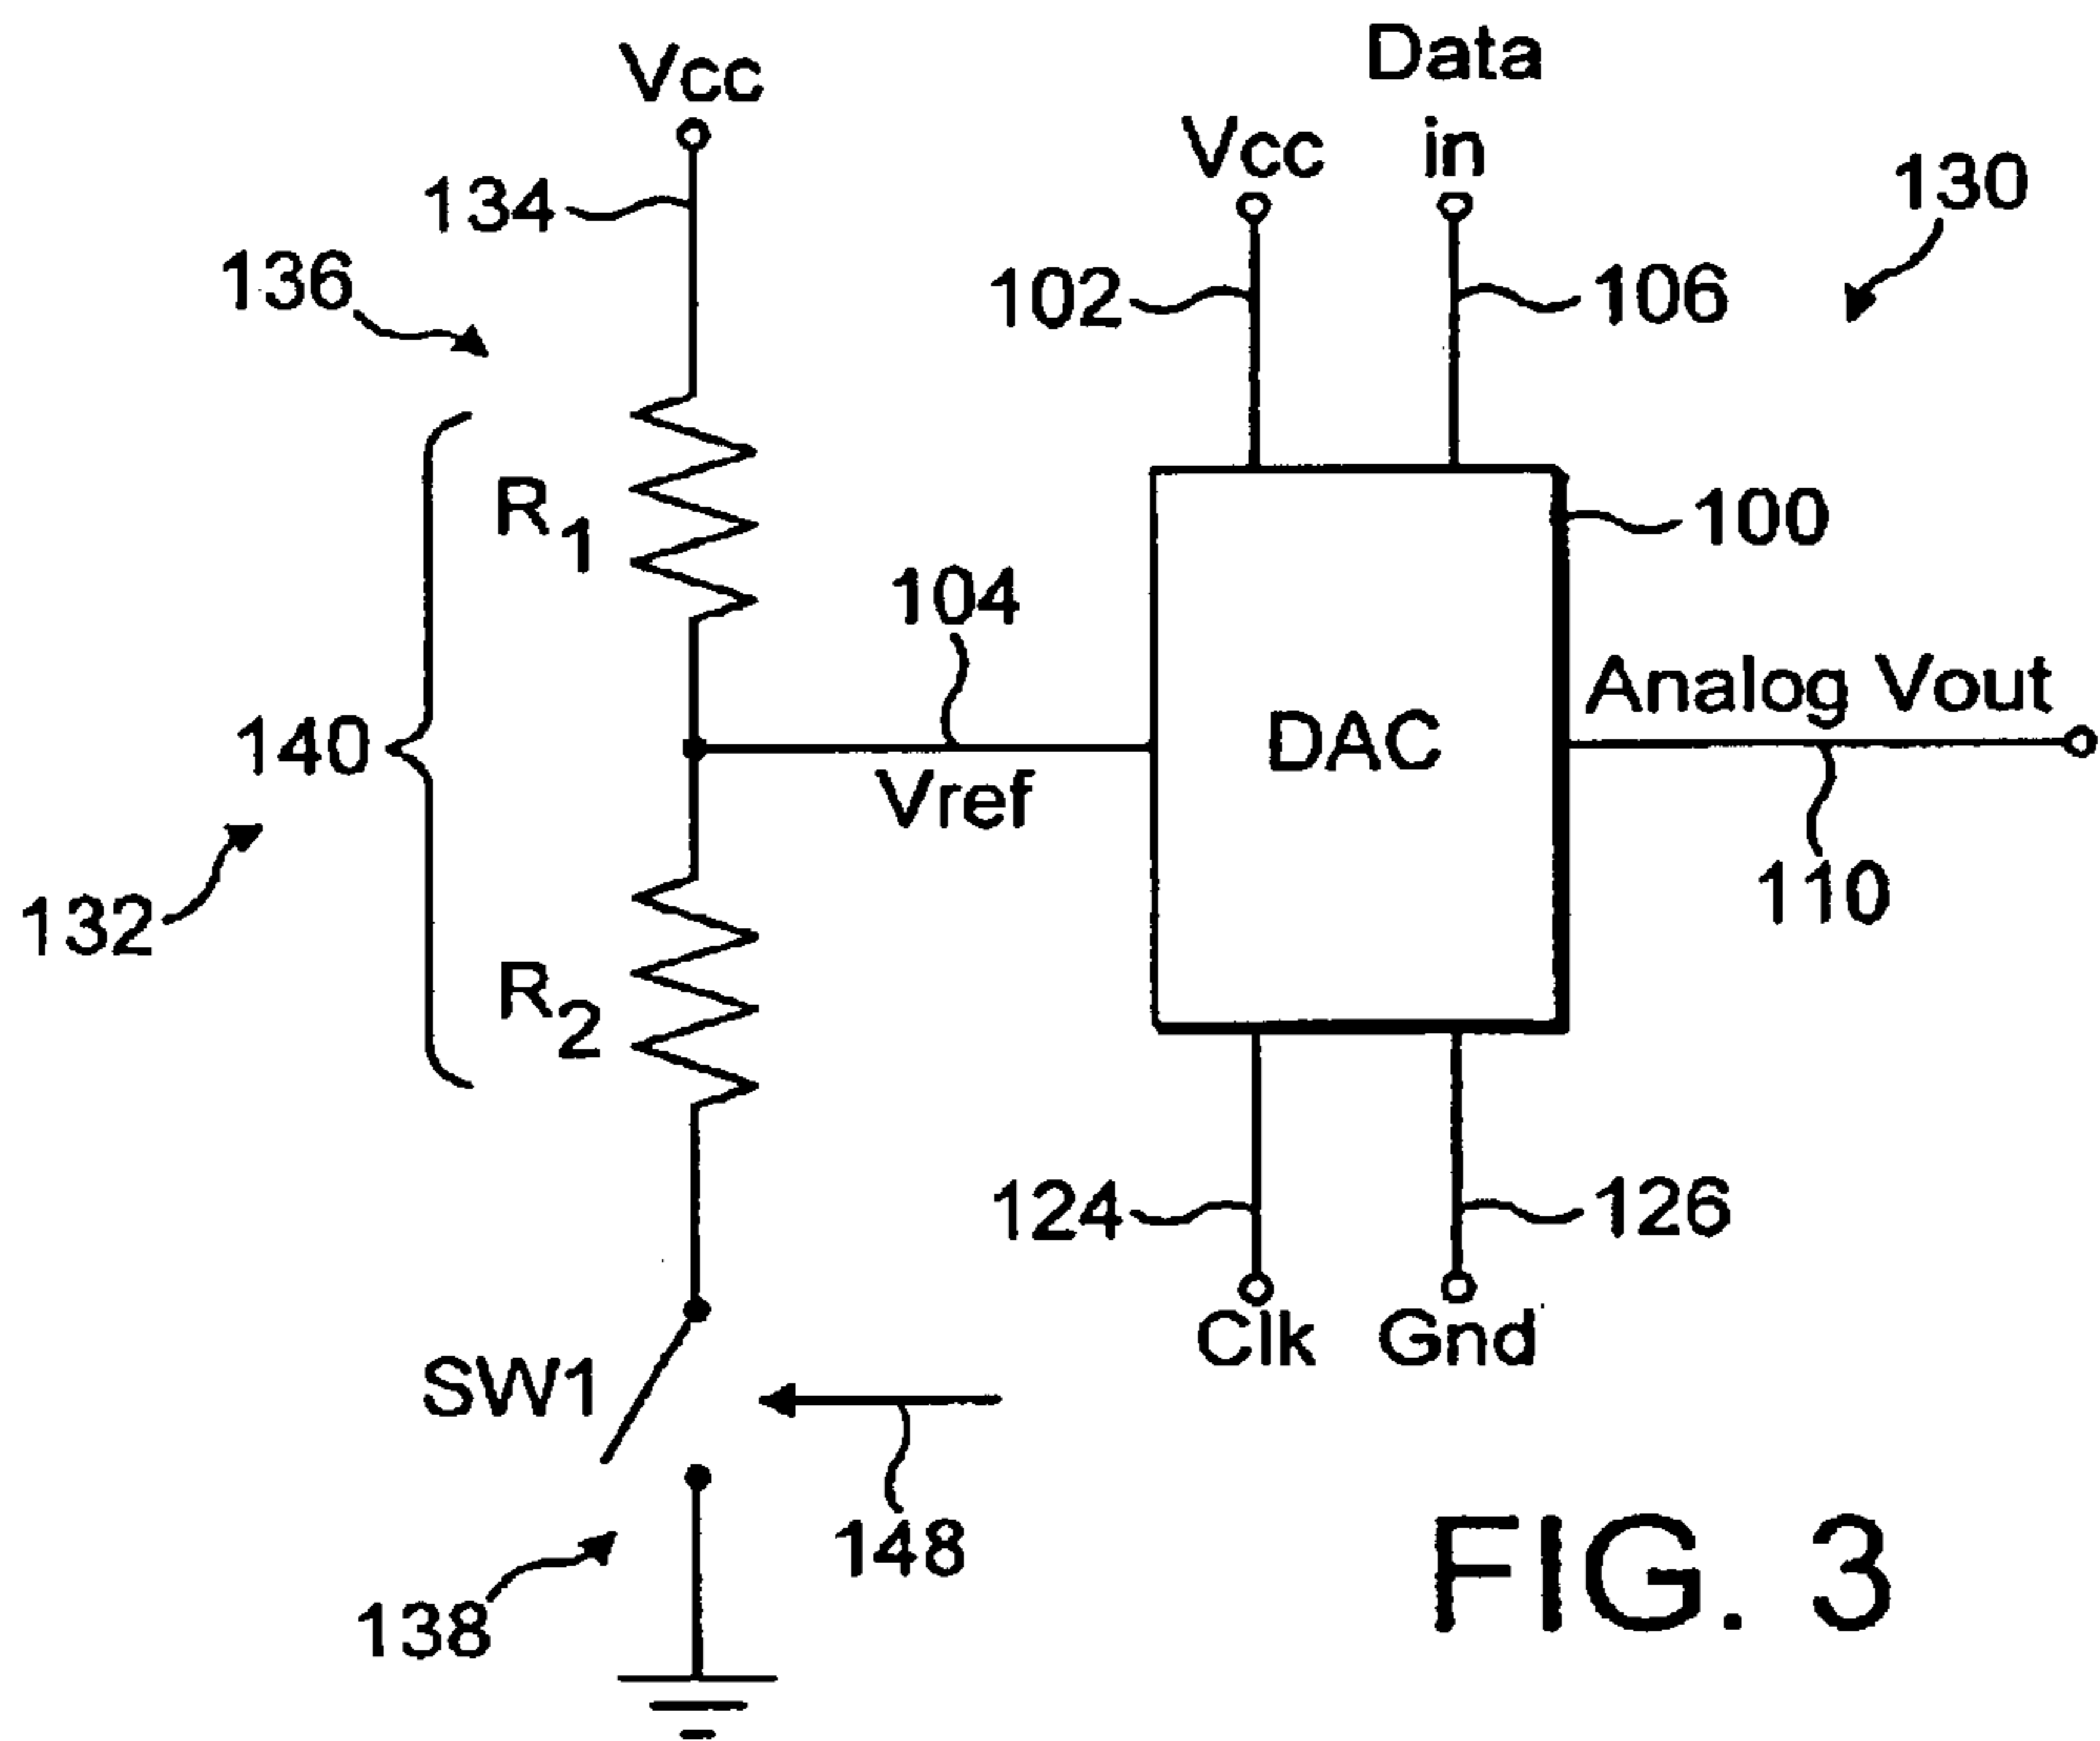 Vcc
Data
in
Vcc
134
130
136
102
106
R1
100
104
Analog Vout
140
DAC
Vref
132
110
R2
124
126
Clk
Gnd
SW1
148
138
FIG. 3